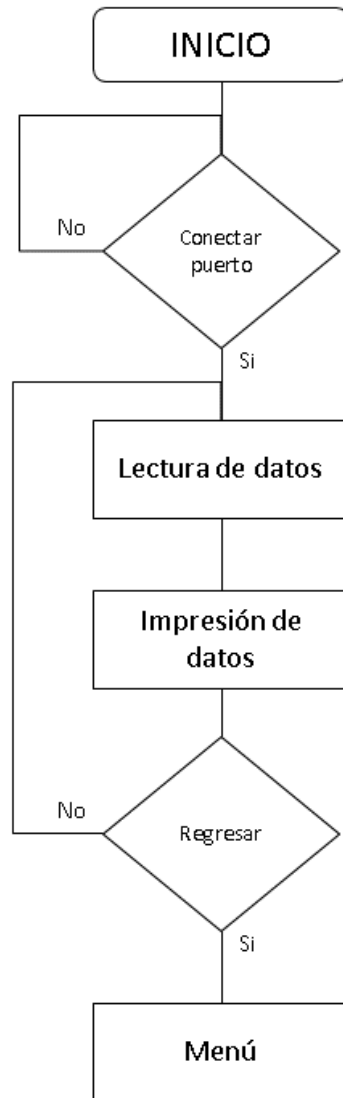 INICIO
No
Conectar
puerto
Si
Lectura de datos
Impresión de
datos
No
Regresar
Si
Menú